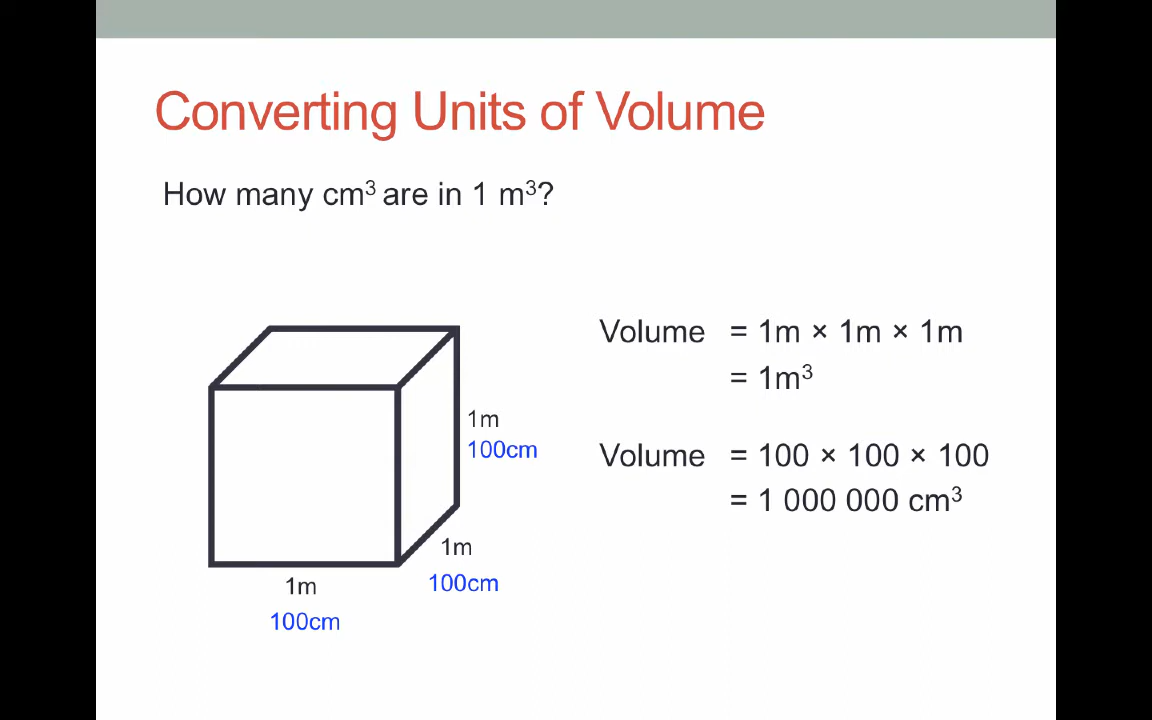 Converting Units of Volume
How many cm³ are in 1 m³?
Volume = 1m × 1m × 1m
= 1m³
1m
100cm
Volume = 100 × 100 × 100
= 1 000 000 cm³
1m
100cm
1m
100cm